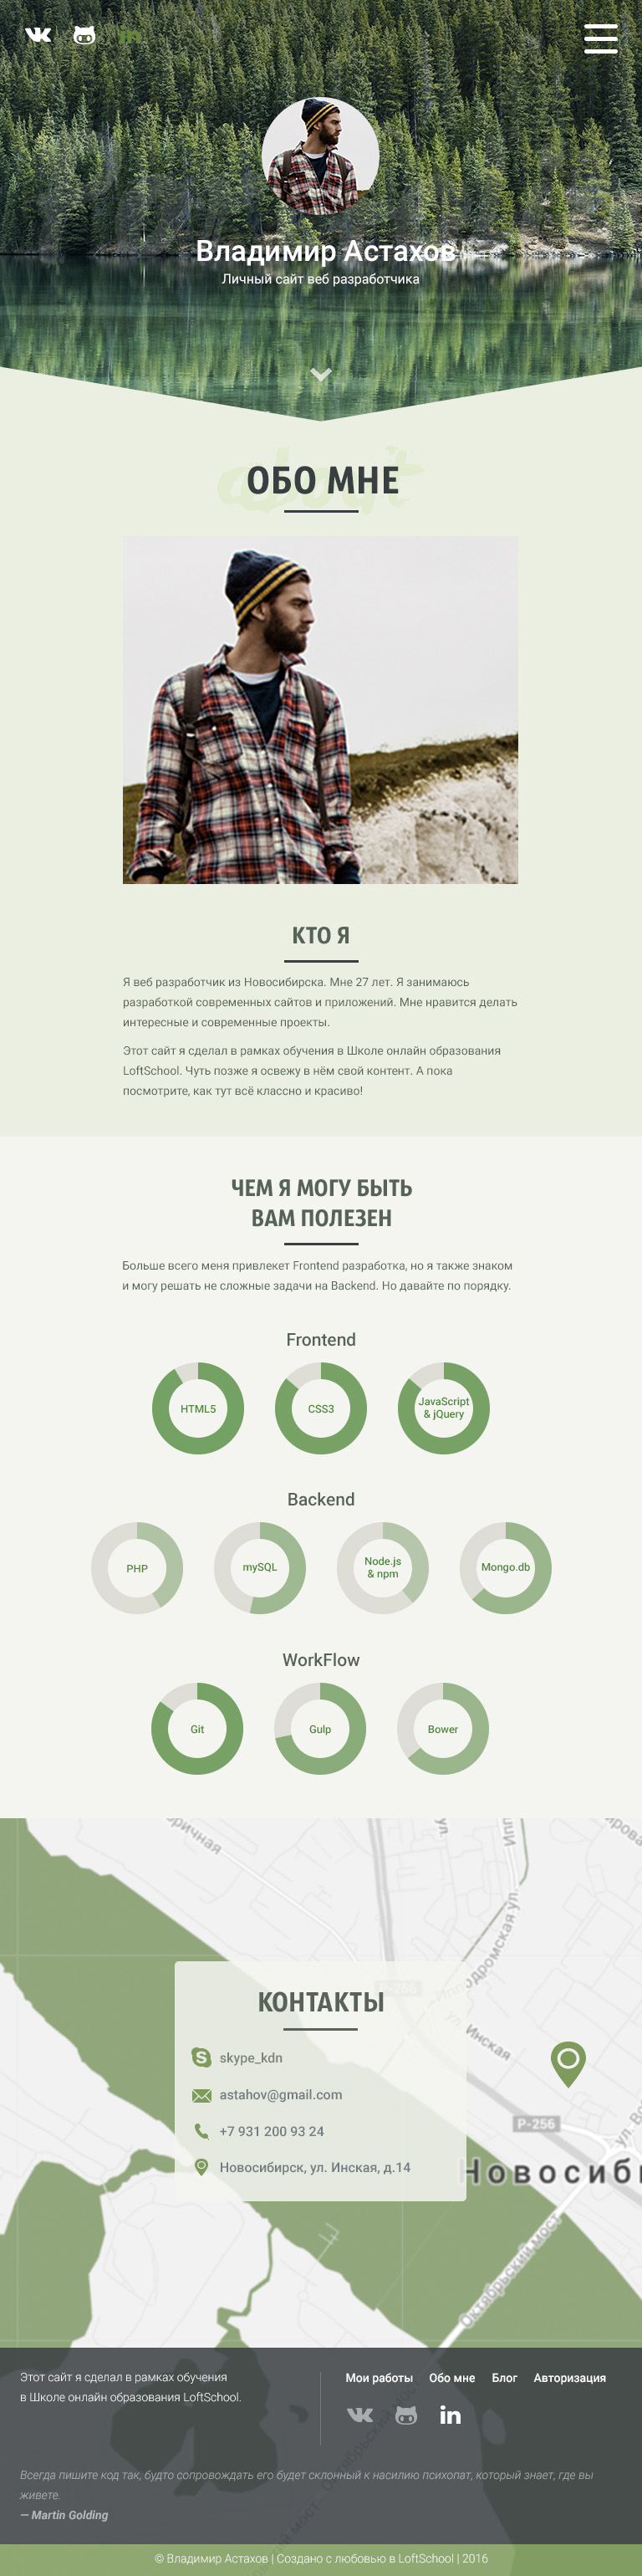 in
Владимир Астахов
Личный сайт веб разработчика
about
ОБО МНЕ
КТО Я
Я веб разработчик из Новосибирска. Мне 27 лет. Я занимаюсь
разработкой современных сайтов и приложений. Мне нравится делать
интересные и современные проекты.
Этот сайт я сделал в рамках обучения в Школе онлайн образования
LoftSchool. Чуть позже я освежу в нём свой контент. А пока
посмотрите, как тут всё классно и красиво!
ЧЕМ Я МОГУ БЫТЬ
ВАМ ПОЛЕЗЕН
Больше всего меня привлекет Frontend разработка, но я также знаком
и могу решать не сложные задачи на Backend. Но давайте по порядку.
Frontend
HTML5
CSS3
JavaScript
& jQuery
Backend
PHP
mySQL
Node.js
& npm
Mongo.db
WorkFlow
Git
Gulp
Bower
ул. Инская
Р-256
Новосиб
Октябрьский мост
КОНТАКТЫ
skype_kdn
astahov@gmail.com
+7 931 200 93 24
Новосибирск, ул. Инская, д.14
Этот сайт я сделал в рамках обучения
в Школе онлайн образования LoftSchool.
Мои работы Обо мне Блог Авторизация
in
Всегда пишите код так, будто сопровождать его будет склонный к насилию психопат, который знает, где вы
живете.
— Martin Golding
© Владимир Астахов | Создано с любовью в LoftSchool | 2016